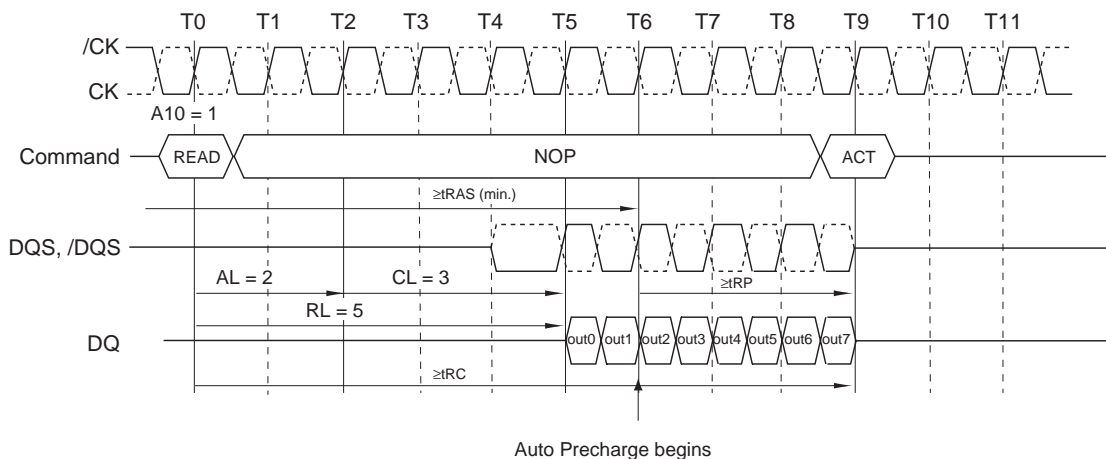 T0 T1 T2 T3 T4 T5 T6 T7 T8 T9 T10 T11
/CK
CK
A10 = 1
Command READ NOP ACT
≥tRAS (min.)
DQS, /DQS
AL = 2 CL = 3 ≥tRP
RL = 5
DQ out0 out1 out2 out3 out4 out5 out6 out7
≥tRC
Auto Precharge begins